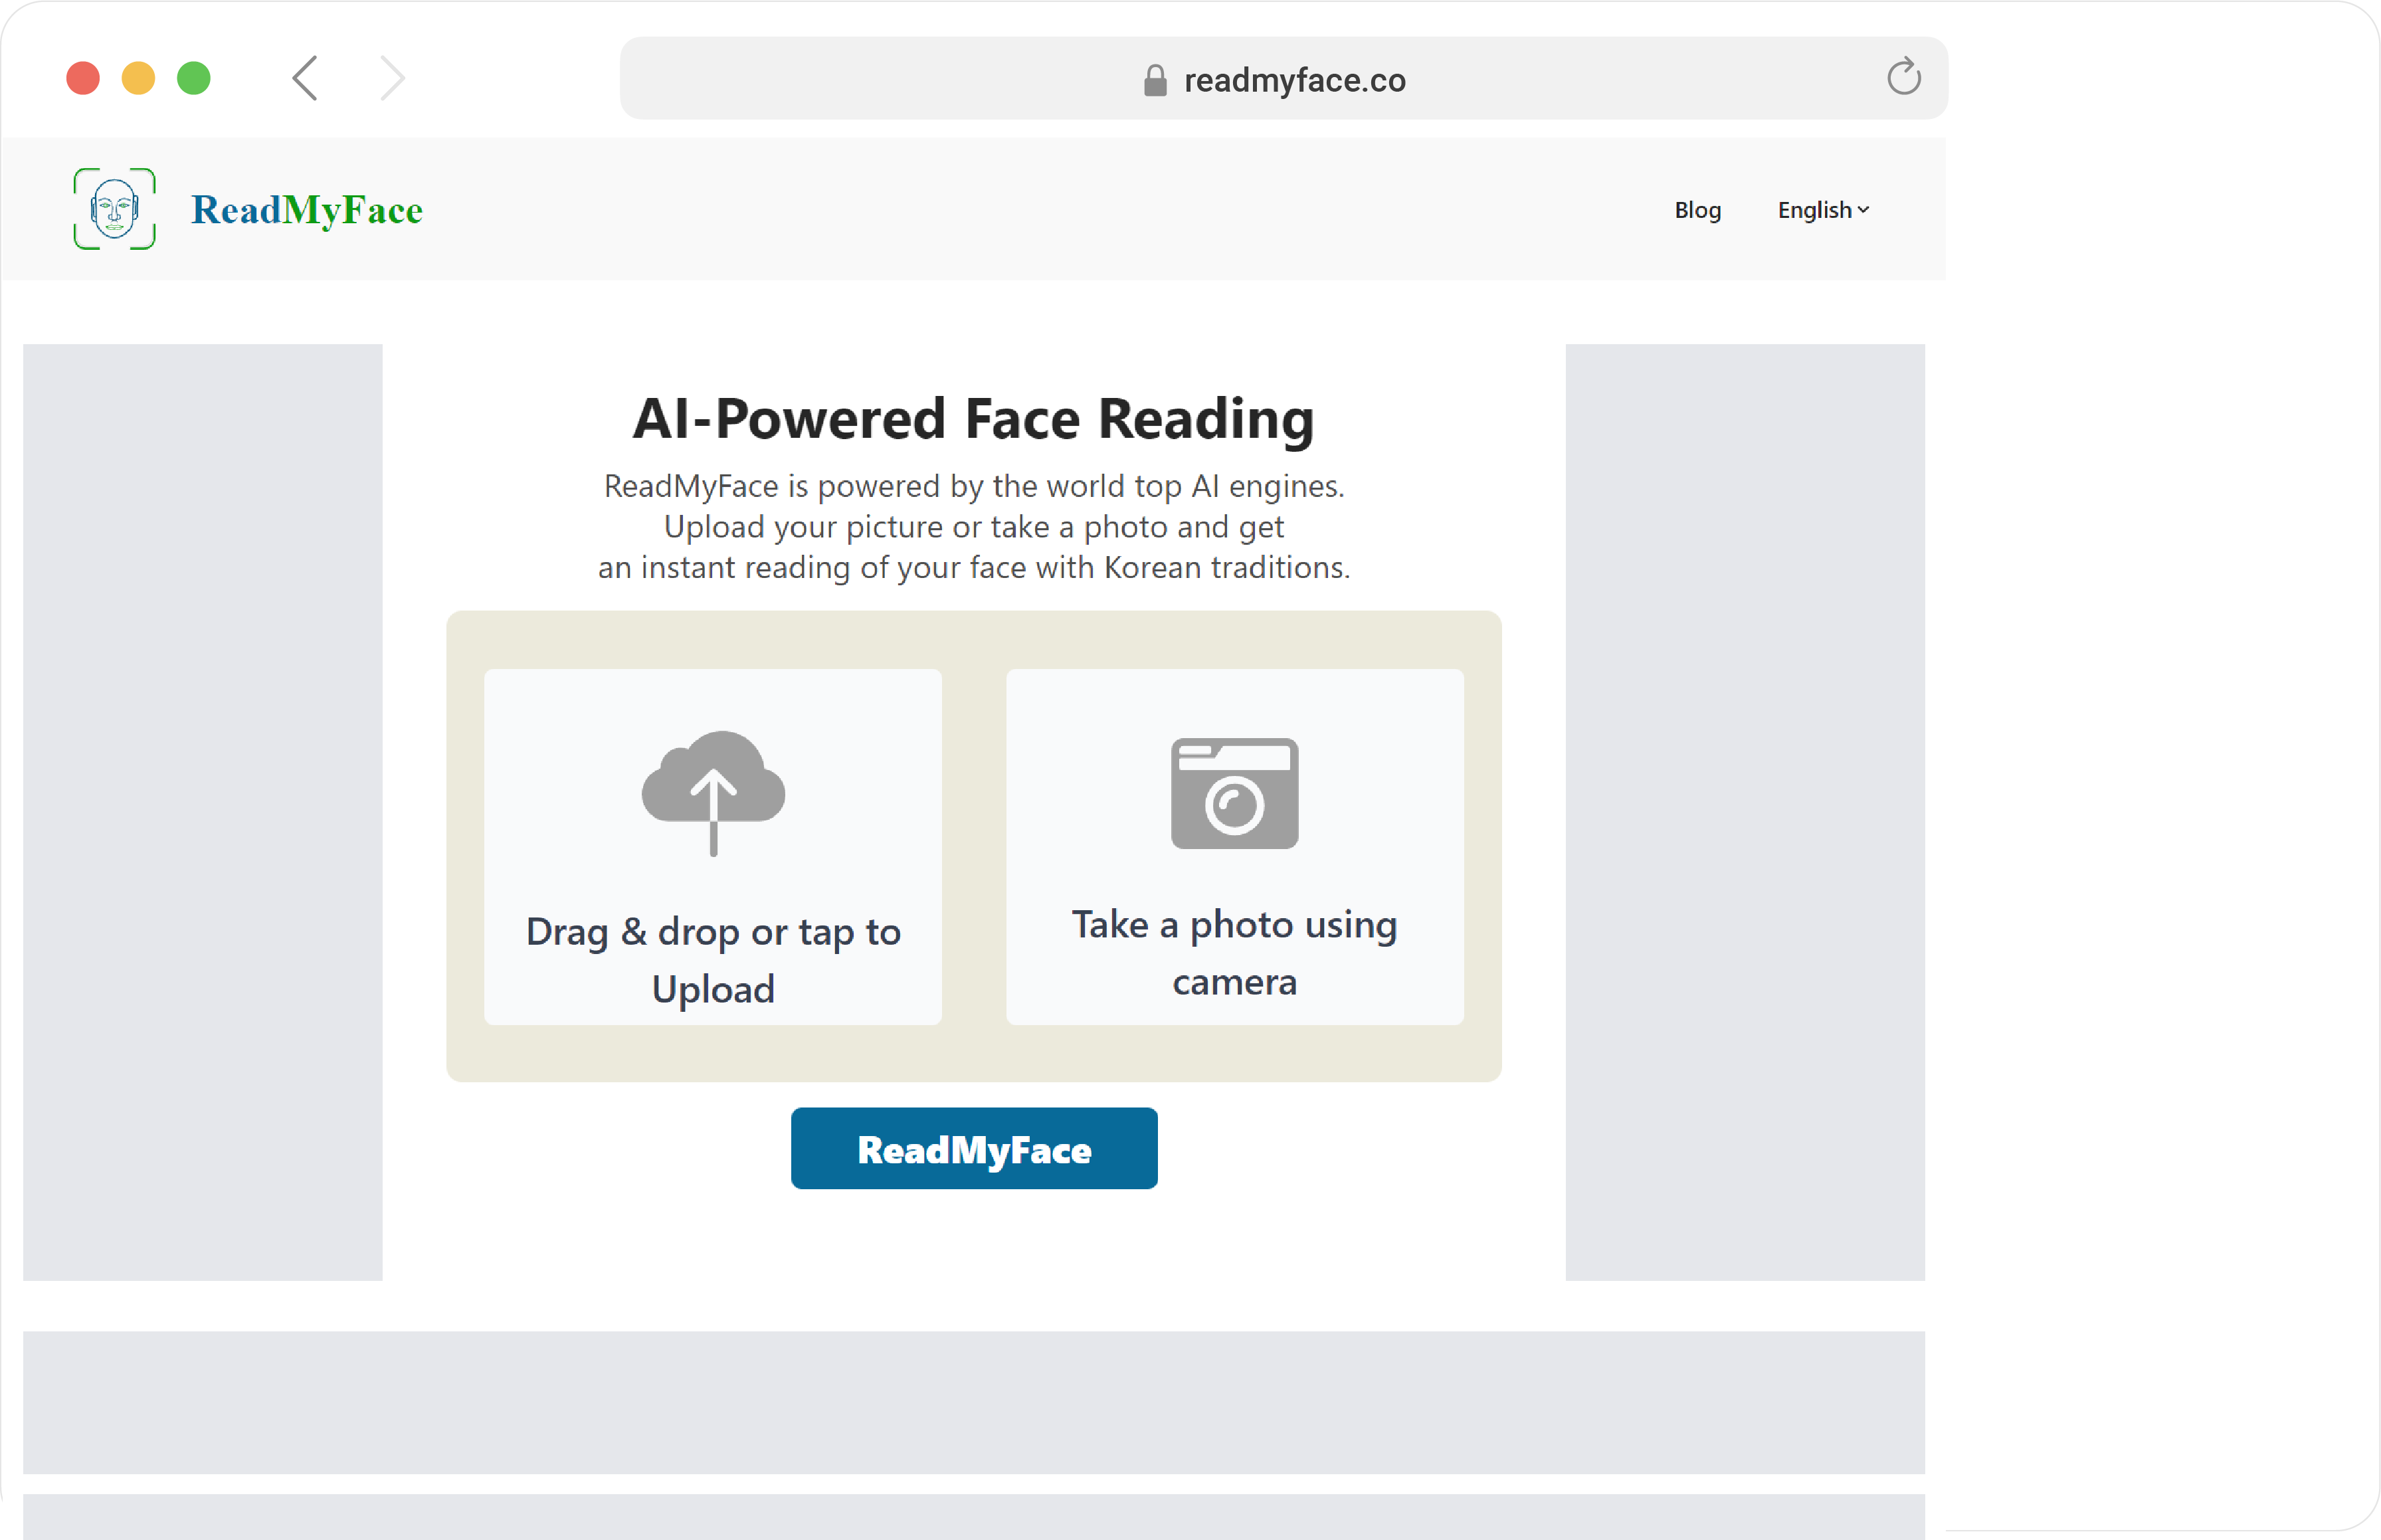 readmyface.co
ReadMyFace
Blog
English
AI-Powered Face Reading
ReadMyFace is powered by the world top AI engines.
Upload your picture or take a photo and get
an instant reading of your face with Korean traditions.
Drag & drop or tap to
Upload
Take a photo using
camera
ReadMyFace